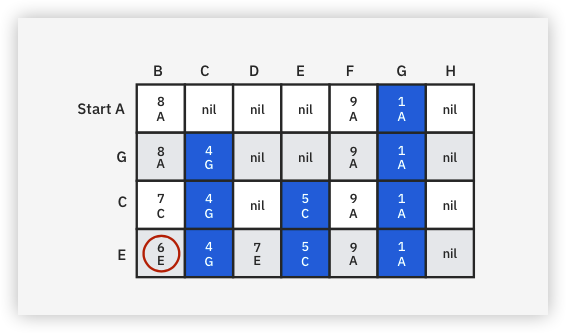 B C D E F G H
Start A 8 A nil nil nil 9 A 1 A nil
G 8 A 4 G nil nil 9 A 1 A nil
C 7 C 4 G nil 5 C 9 A 1 A nil
E 6 E 4 G 7 E 5 C 9 A 1 A nil